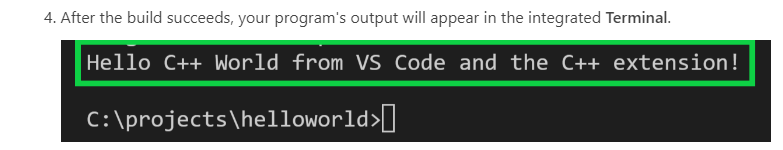 4. After the build succeeds, your program's output will appear in the integrated Terminal.
Hello C++ World from VS Code and the C++ extension!
C:\projects\helloworld>